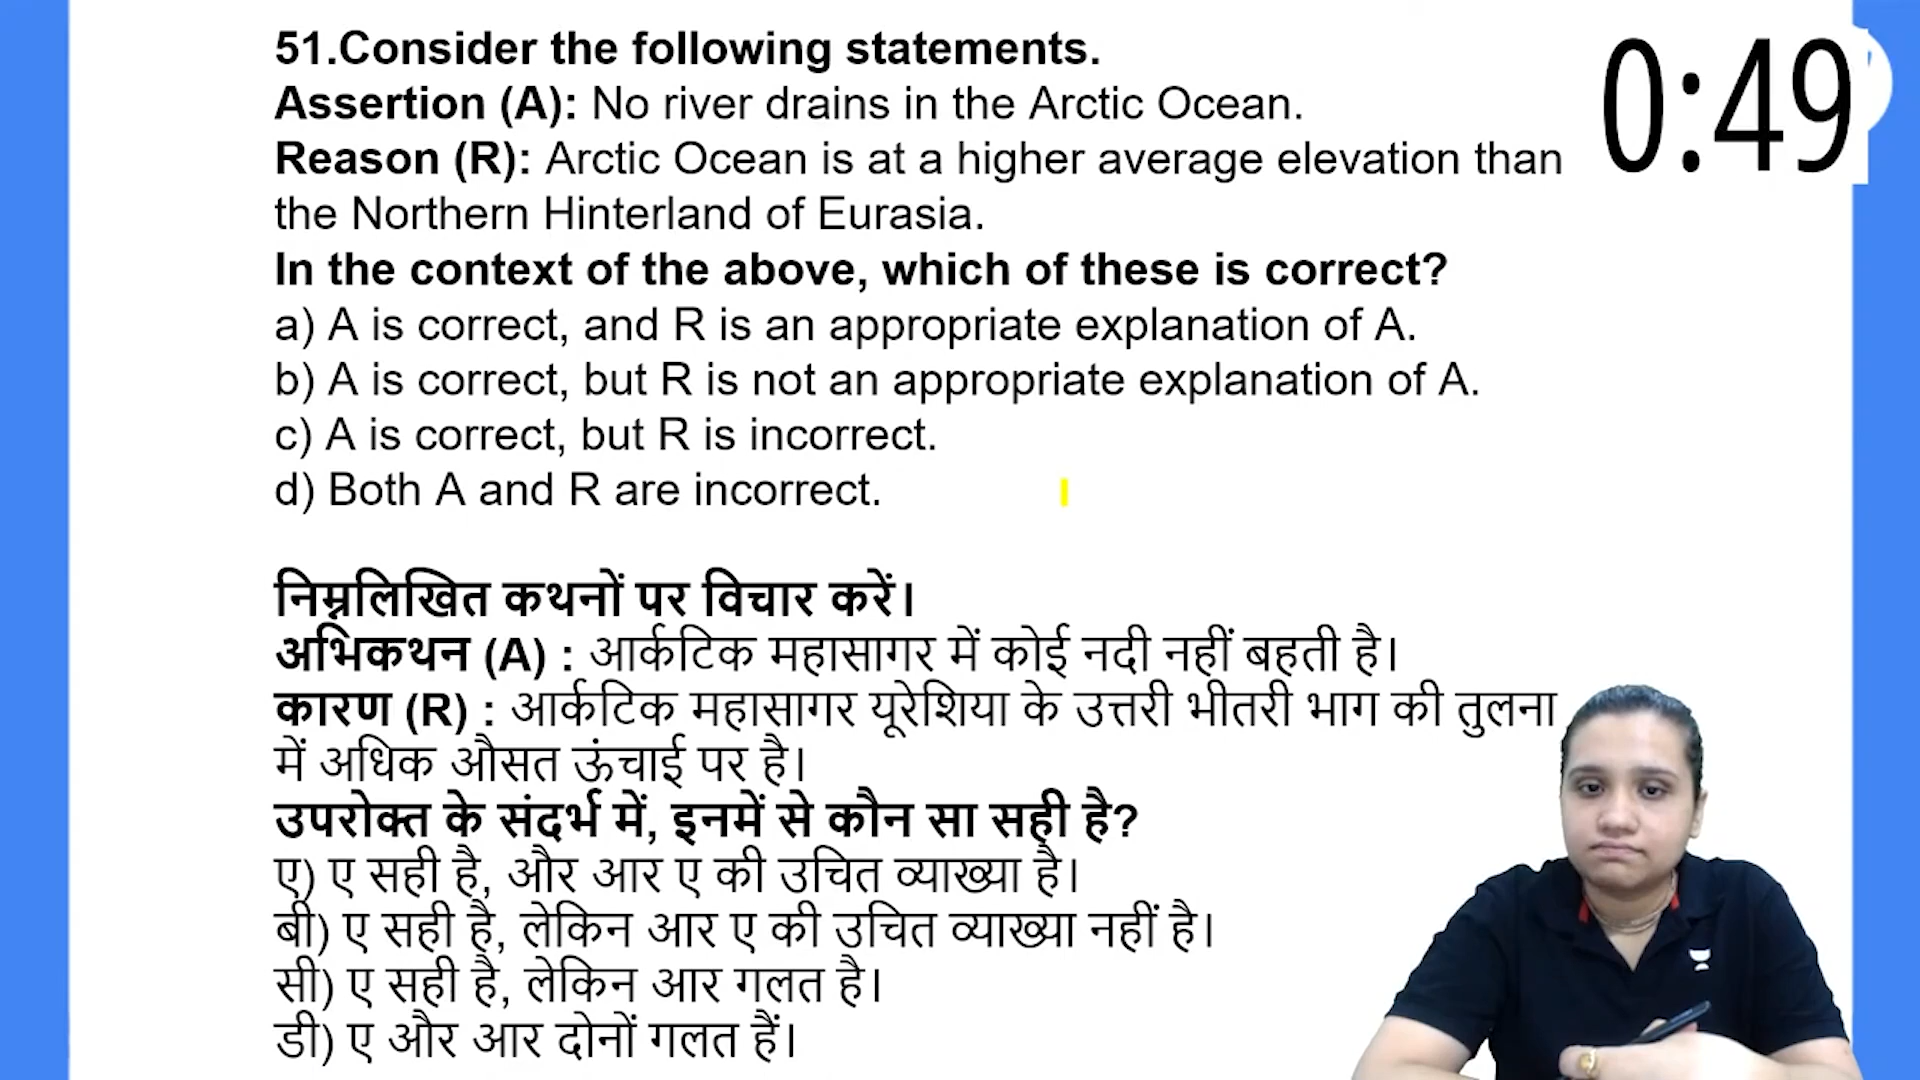 51.Consider the following statements.
0:49
Assertion (A): No river drains in the Arctic Ocean.
Reason (R): Arctic Ocean is at a higher average elevation than
the Northern Hinterland of Eurasia.
In the context of the above, which of these is correct?
a) A is correct, and R is an appropriate explanation of A.
b) A is correct, but R is not an appropriate explanation of A.
c) A is correct, but R is incorrect.
d) Both A and R are incorrect.
निम्नलिखित कथनों पर विचार करें।
अभिकथन (A) : आर्कटिक महासागर में कोई नदी नहीं बहती है।
कारण (R) : आर्कटिक महासागर यूरेशिया के उत्तरी भीतरी भाग की तुलना
में अधिक औसत ऊंचाई पर है।
उपरोक्त के संदर्भ में, इनमें से कौन सा सही है?
ए) ए सही है, और आर ए की उचित व्याख्या है।
बी) ए सही है, लेकिन आर ए की उचित व्याख्या नहीं है।
सी) ए सही है, लेकिन आर गलत है।
डी) ए और आर दोनों गलत हैं।